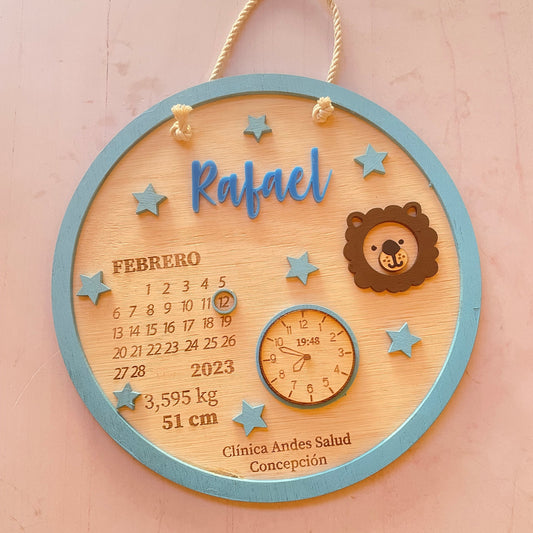 Rafael
FEBRERO
1 2 3 4 5
6 7 8 9 10 11 12
13 14 15 16 17 18 19
20 21 22 23 24 25 26
27 28 2023
3,595 kg
51 cm
12
1
2
3
4
5
6
7
8
9
10
11
19:48
Clínica Andes Salud
Concepción